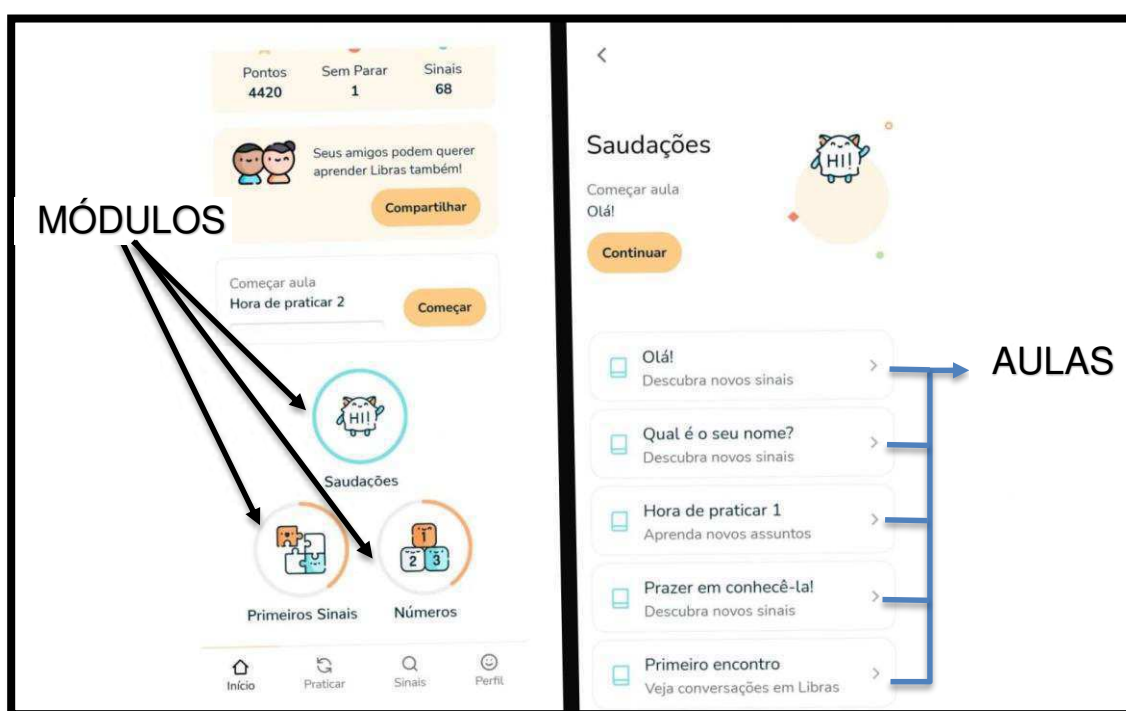 Pontos Sem Parar Sinais
4420 1 68
Seus amigos podem querer
aprender Libras também!
Compartilhar
MÓDULOS
Começar aula
Hora de praticar 2
Começar
HI!!
Saudações
1
2 3
Primeiros Sinais Números
Início Praticar Sinais Perfil
Saudações
HI!!
Começar aula
Olá!
Continuar
Olá!
Descubra novos sinais
Qual é o seu nome?
Descubra novos sinais
Hora de praticar 1
Aprenda novos assuntos
Prazer em conhecê-la!
Descubra novos sinais
Primeiro encontro
Veja conversações em Libras
AULAS